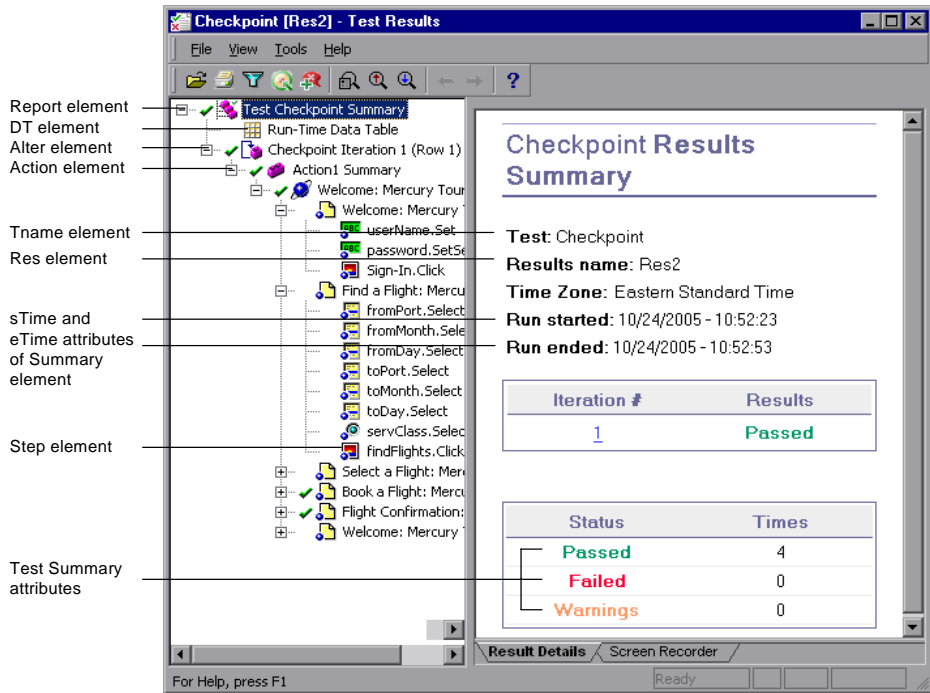 Checkpoint [Res2] - Test Results
File View Tools Help
?
Report element
DT element
Alter element
Action element
Tname element
Res element
sTime and
eTime attributes
of Summary
element
Step element
Test Summary
attributes
Test Checkpoint Summary
Run-Time Data Table
Checkpoint Iteration 1 (Row 1)
Action1 Summary
Welcome: Mercury Tour
Welcome: Mercury
userName.Set
password.SetSe
Sign-In.Click
Find a Flight: Mercu
fromPort.Select
fromMonth.Sele
fromDay.Select
toPort.Select
toMonth.Select
toDay.Select
servClass.Selec
findFlights.Click
Select a Flight: Mer
Book a Flight: Mercu
Flight Confirmation:
Welcome: Mercury
Checkpoint Results
Summary
Test: Checkpoint
Results name: Res2
Time Zone: Eastern Standard Time
Run started: 10/24/2005 - 10:52:23
Run ended: 10/24/2005 - 10:52:53
Iteration # Results
1 Passed
Status Times
Passed 4
Failed 0
Warnings 0
Result Details Screen Recorder
For Help, press F1
Ready